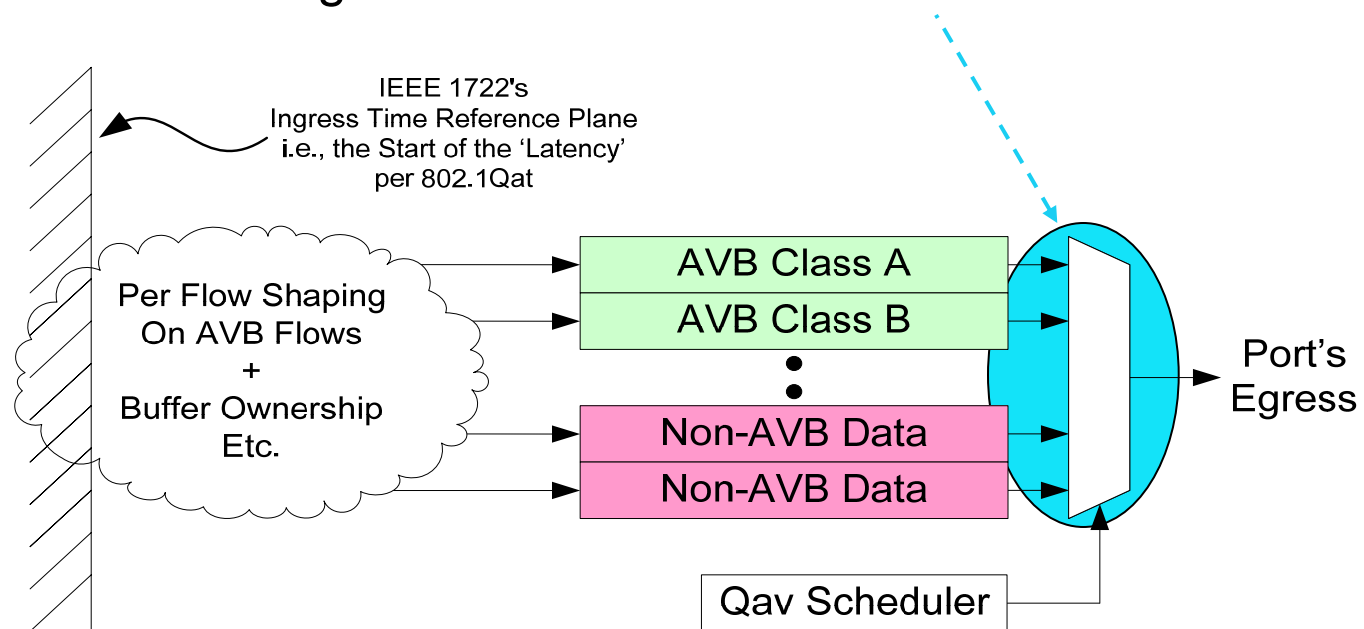 IEEE 1722's
Ingress Time Reference Plane
i.e., the Start of the ‘Latency’
per 802.1Qat
Per Flow Shaping
On AVB Flows
+
Buffer Ownership
Etc.
AVB Class A
AVB Class B
Non-AVB Data
Non-AVB Data
Port’s
Egress
Qav Scheduler